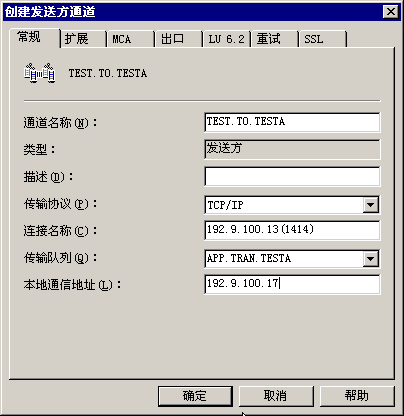 创建发送方通道
常规 扩展 MCA 出口 LU 6.2 重试 SSL
TEST.TO.TESTA
通道名称(N): TEST.TO.TESTA
类型: 发送方
描述(D):
传输协议(P): TCP/IP
连接名称(C): 192.9.100.13(1414)
传输队列(Q): APP.TRAN.TESTA
本地通信地址(L): 192.9.100.17
确定 取消 帮助